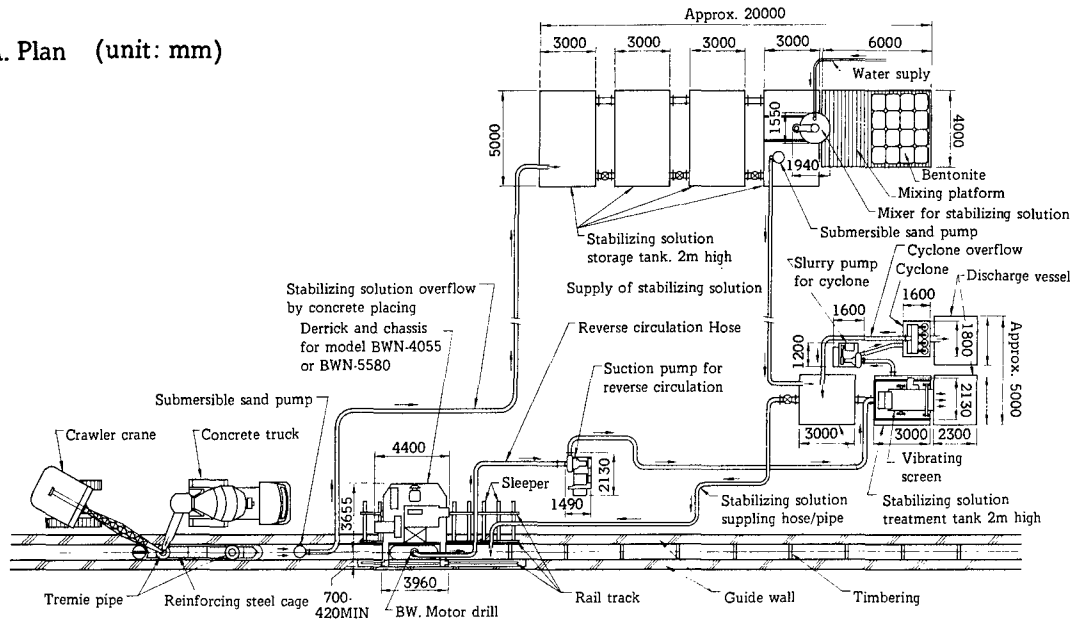 . Plan (unit: mm)
Approx. 20000
3000
3000
3000
3000
6000
Water suply
5000
1550
1940
4000
Bentonite
Mixing platform
Mixer for stabilizing solution
Submersible sand pump
Stabilizing solution
storage tank. 2m high
Cyclone overflow
Slurry pump
for cyclone
Cyclone
Discharge vessel
Supply of stabilizing solution
1600
1600
1800
1200
Approx. 5000
2130
3000
3000
2300
Vibrating
screen
Stabilizing solution
treatment tank 2m high
Stabilizing solution
suppling hose/pipe
Stabilizing solution overflow
by concrete placing
Derrick and chassis
for model BWN-4055
or BWN-5580
Reverse circulation Hose
Suction pump for
reverse circulation
Submersible sand pump
Crawler crane
Concrete truck
4400
Sleeper
2130
1490
3655
3960
700-
420MIN
Tremie pipe
Reinforcing steel cage
BW. Motor drill
Rail track
Guide wall
Timbering